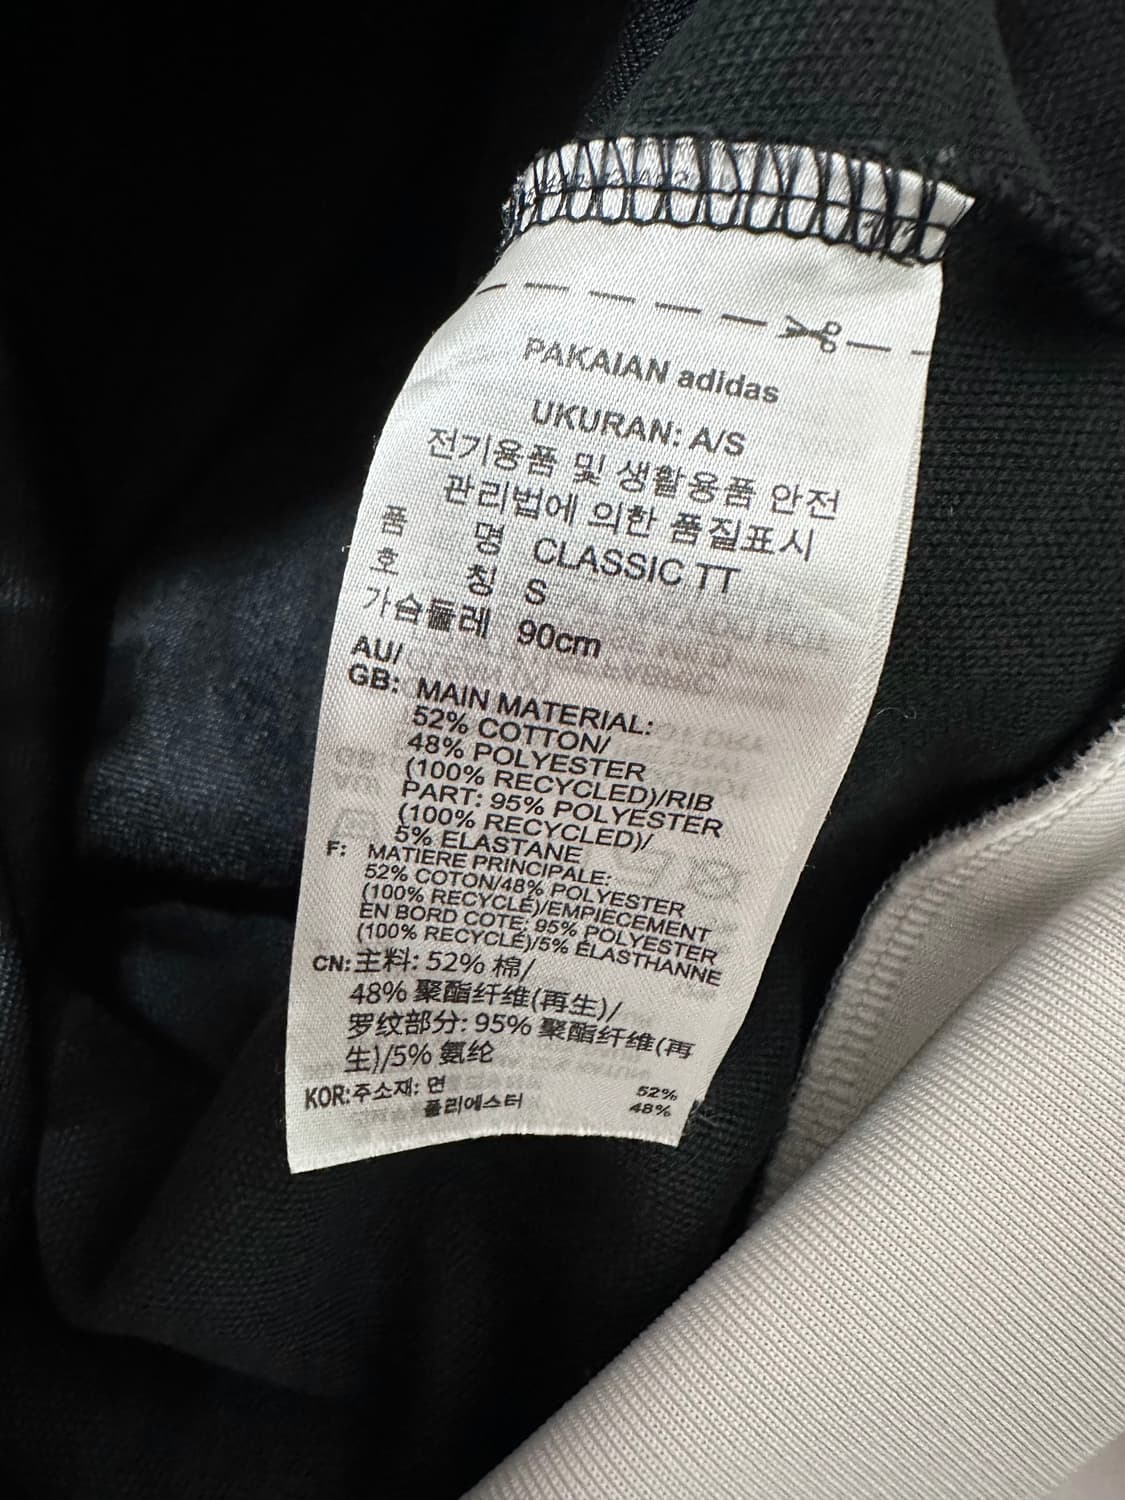 PAKAIAN adidas
UKURAN: A/S
전기용품 및 생활용품 안전
관리법에 의한 품질표시
품 명 CLASSIC TT
호 칭 S
가슴둘레 90cm
AU/
GB: MAIN MATERIAL:
52% COTTON/
48% POLYESTER
(100% RECYCLED)/RIB
PART: 95% POLYESTER
(100% RECYCLED)/
5% ELASTANE
F: MATIERE PRINCIPALE:
52% COTON/48% POLYESTER
(100% RECYCLÉ)/EMPIECEMENT
EN BORD COTE: 95% POLYESTER
(100% RECYCLÉ)/5% ÉLASTHANNE
CN: 主料: 52% 棉/
48% 聚酯纤维(再生)/
罗纹部分: 95% 聚酯纤维(再
生)/5% 氨纶
KOR: 주소재: 면 52%
폴리에스터 48%